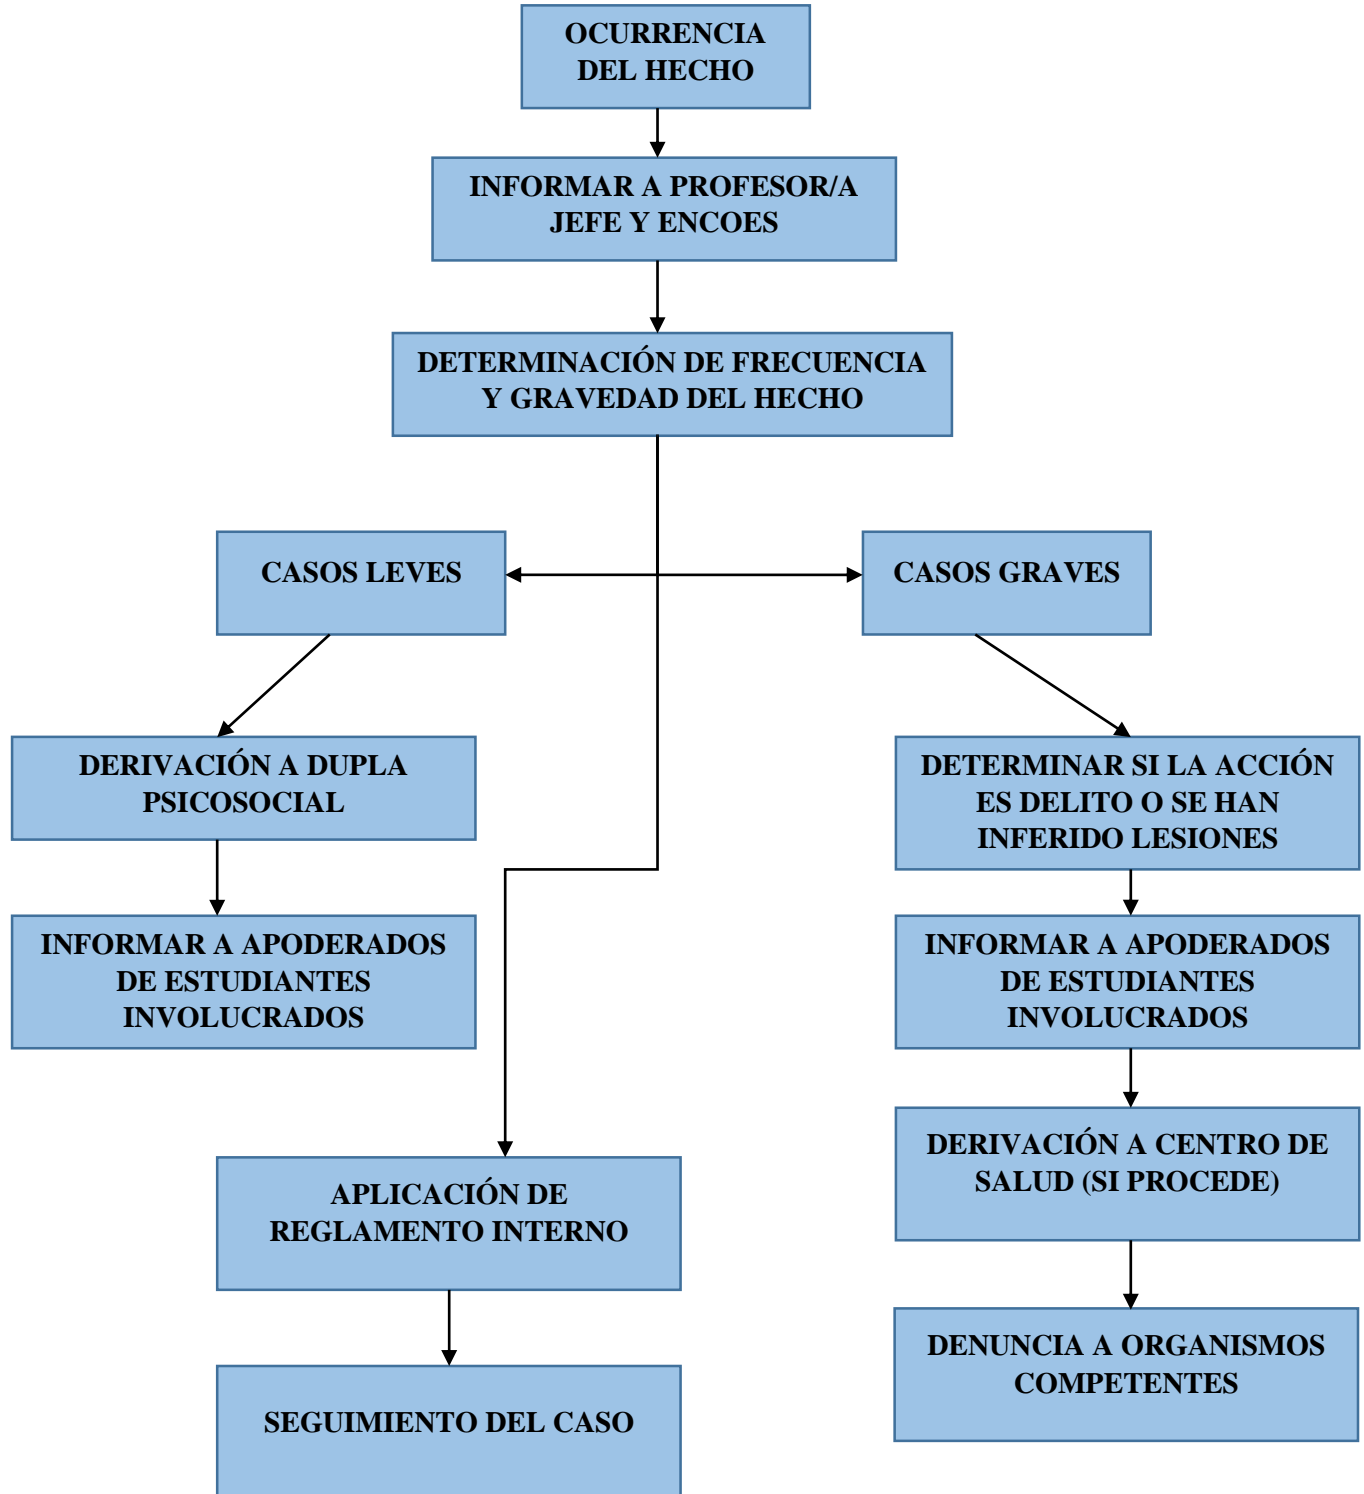 OCURRENCIA
DEL HECHO
INFORMAR A PROFESOR/A
JEFE Y ENCOES
DETERMINACIÓN DE FRECUENCIA
Y GRAVEDAD DEL HECHO
CASOS LEVES
CASOS GRAVES
DERIVACIÓN A DUPLA
PSICOSOCIAL
DETERMINAR SI LA ACCIÓN
ES DELITO O SE HAN
INFERIDO LESIONES
INFORMAR A APODERADOS
DE ESTUDIANTES
INVOLUCRADOS
INFORMAR A APODERADOS
DE ESTUDIANTES
INVOLUCRADOS
DERIVACIÓN A CENTRO DE
SALUD (SI PROCEDE)
APLICACIÓN DE
REGLAMENTO INTERNO
DENUNCIA A ORGANISMOS
COMPETENTES
SEGUIMIENTO DEL CASO